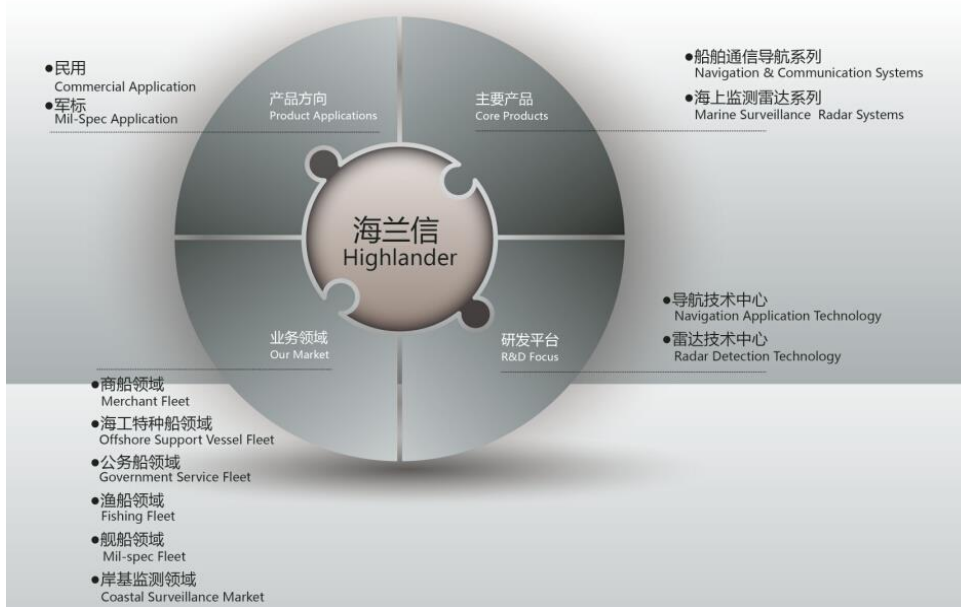 ●民用
Commercial Application
●军标
Mil-Spec Application
产品方向
Product Applications
主要产品
Core Products
●船舶通信导航系列
Navigation & Communication Systems
●海上监测雷达系列
Marine Surveillance Radar Systems
海兰信
Highlander
业务领域
Our Market
研发平台
R&D Focus
●导航技术中心
Navigation Application Technology
●雷达技术中心
Radar Detection Technology
●商船领域
Merchant Fleet
●海工特种船领域
Offshore Support Vessel Fleet
●公务船领域
Government Service Fleet
●渔船领域
Fishing Fleet
●舰船领域
Mil-spec Fleet
●岸基监测领域
Coastal Surveillance Market